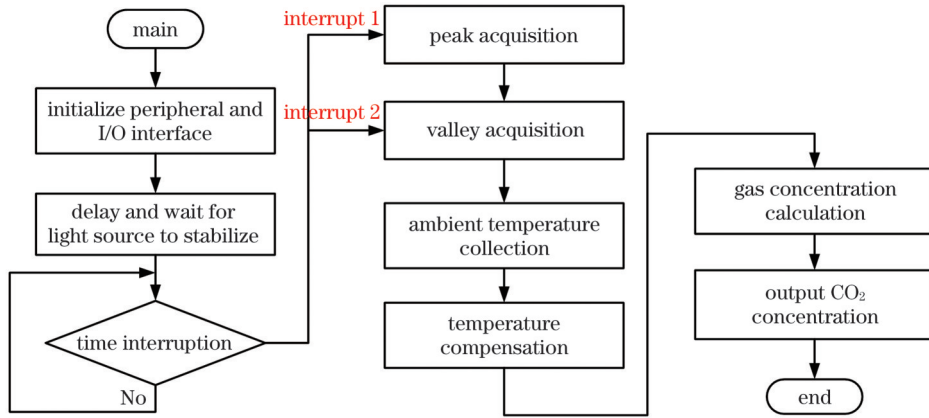 main
initialize peripheral and
I/O interface
delay and wait for
light source to stabilize
time interruption
No
interrupt 1
peak acquisition
interrupt 2
valley acquisition
ambient temperature
collection
temperature
compensation
gas concentration
calculation
output CO₂
concentration
end